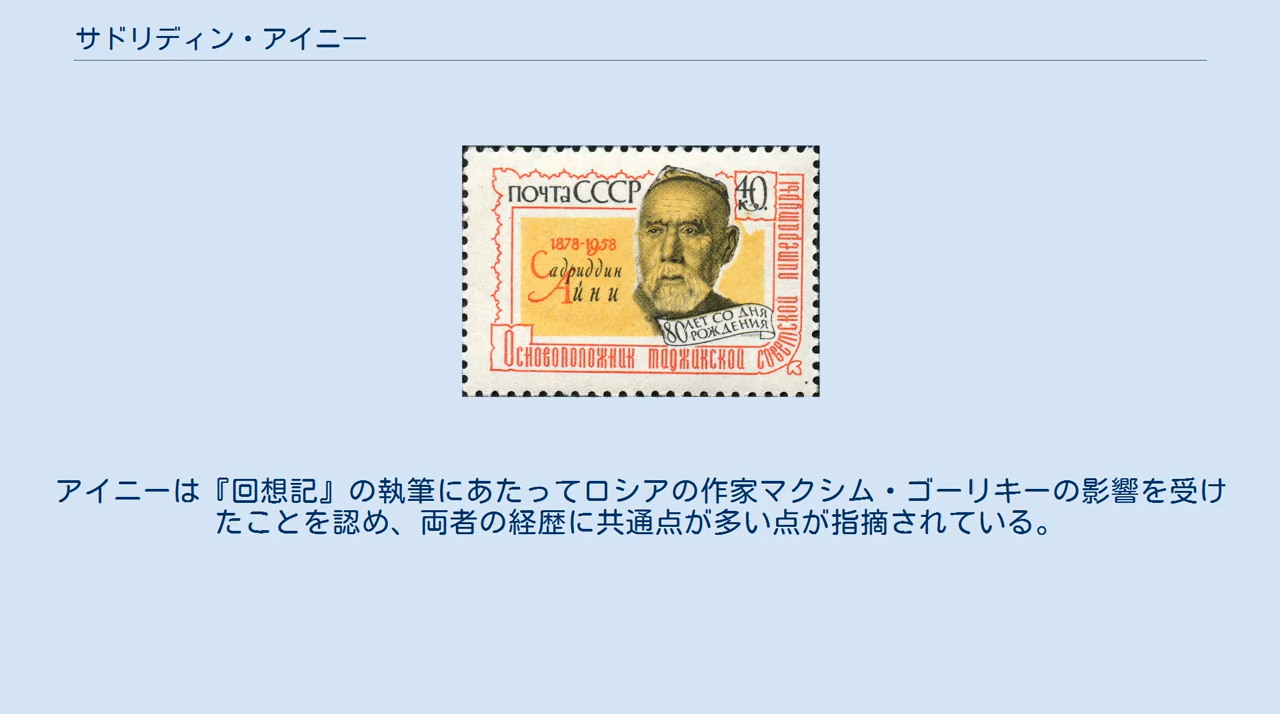 サドリディン・アイニー
почта СССР
40
к.
1878-1958
Садриддин
Айни
80 ЛЕТ СО ДНЯ
РОЖДЕНИЯ
Основоположник таджикской советской литературы
アイニーは『回想記』の執筆にあたってロシアの作家マクシム・ゴーリキーの影響を受け
たことを認め、両者の経歴に共通点が多い点が指摘されている。